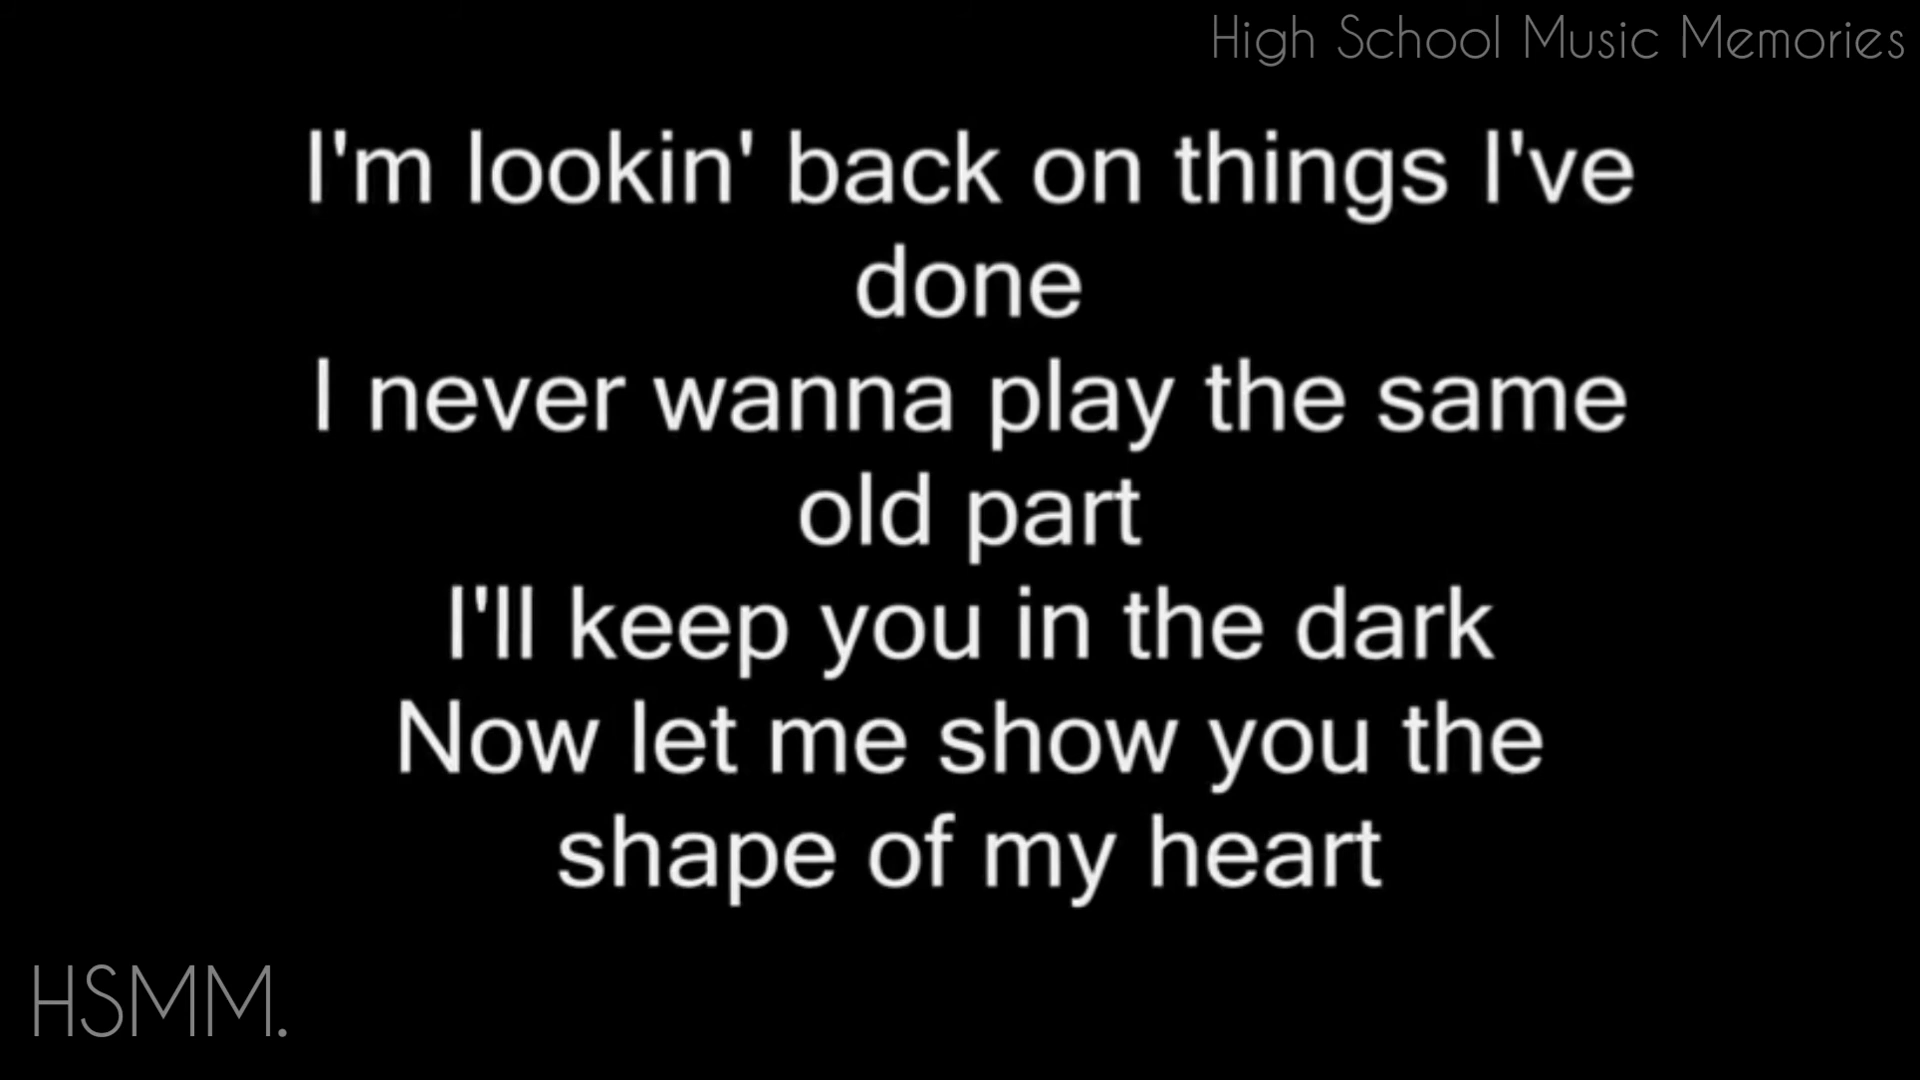 High School Music Memories
I'm lookin' back on things I've
done
I never wanna play the same
old part
I'll keep you in the dark
Now let me show you the
shape of my heart
HSMM.